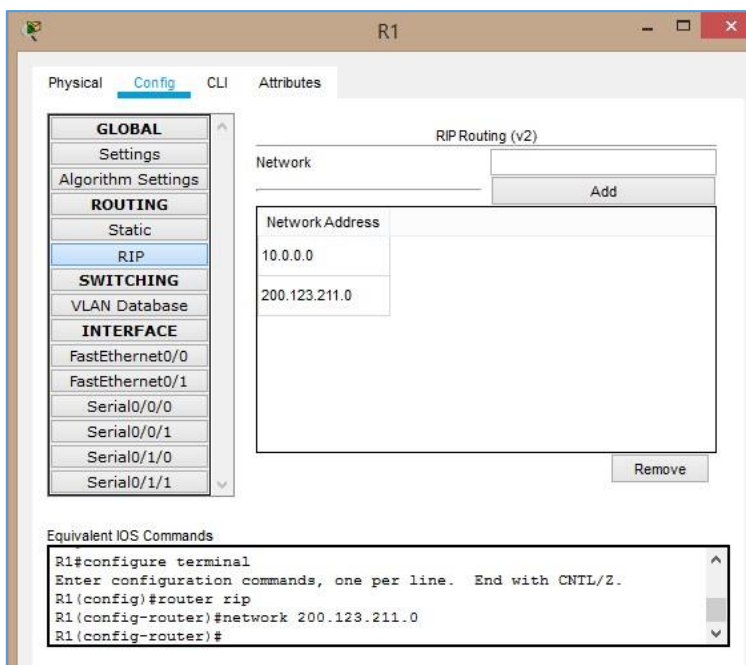 R1
Physical Config CLI Attributes
GLOBAL
Settings
Algorithm Settings
ROUTING
Static
RIP
SWITCHING
VLAN Database
INTERFACE
FastEthernet0/0
FastEthernet0/1
Serial0/0/0
Serial0/0/1
Serial0/1/0
Serial0/1/1
RIP Routing (v2)
Network
Add
Network Address
10.0.0.0
200.123.211.0
Remove
Equivalent IOS Commands
R1#configure terminal
Enter configuration commands, one per line. End with CNTL/Z.
R1(config)#router rip
R1(config-router)#network 200.123.211.0
R1(config-router)#